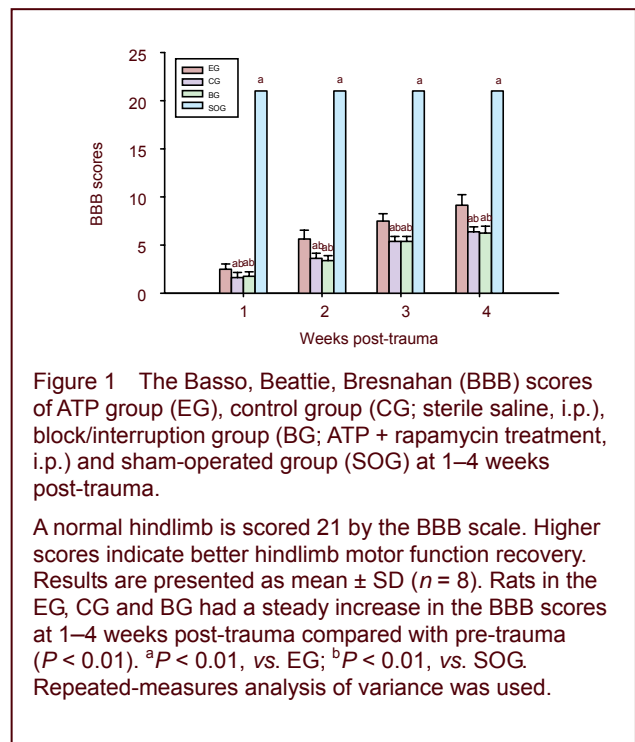 25
20
15
10
5
0
BBB scores
EG
CG
BG
SOG
a
a
a
a
ab ab
ab
ab
abab
ab ab
1
2
3
4
Weeks post-trauma
Figure 1 The Basso, Beattie, Bresnahan (BBB) scores
of ATP group (EG), control group (CG; sterile saline, i.p.),
block/interruption group (BG; ATP + rapamycin treatment,
i.p.) and sham-operated group (SOG) at 1–4 weeks
post-trauma.
A normal hindlimb is scored 21 by the BBB scale. Higher
scores indicate better hindlimb motor function recovery.
Results are presented as mean ± SD (n = 8). Rats in the
EG, CG and BG had a steady increase in the BBB scores
at 1–4 weeks post-trauma compared with pre-trauma
(P < 0.01). ᵃP < 0.01, vs. EG; ᵇP < 0.01, vs. SOG.
Repeated-measures analysis of variance was used.